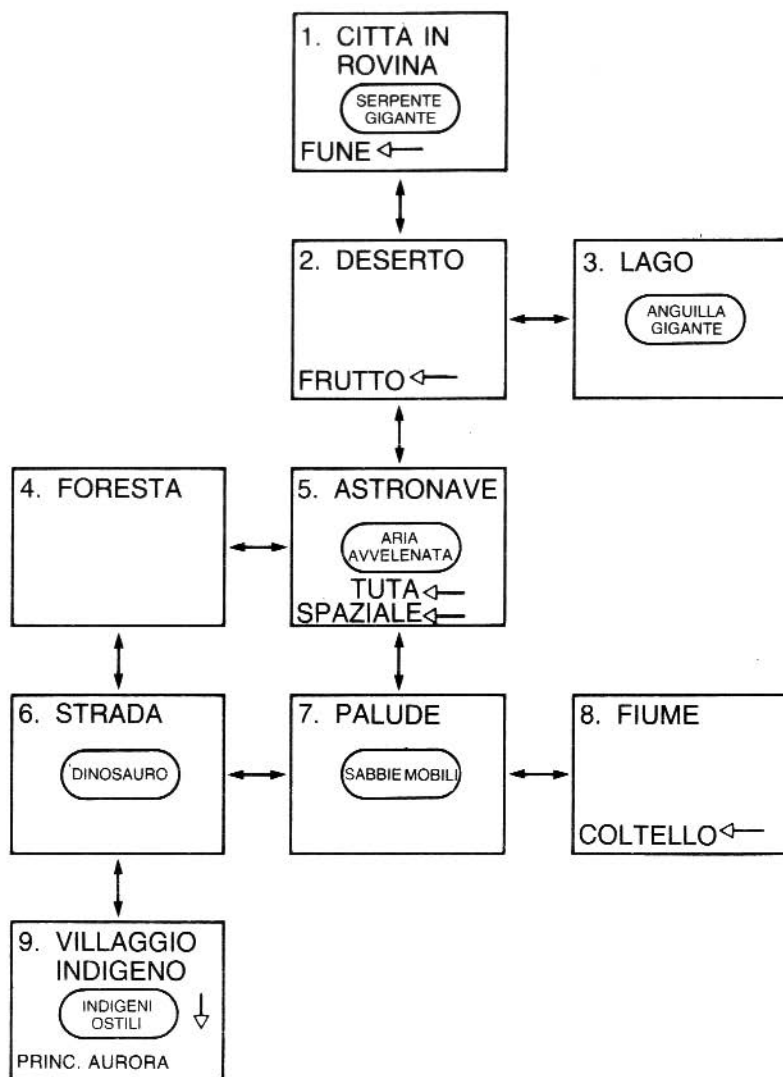 1. CITTÀ IN
ROVINA
SERPENTE
GIGANTE
FUNE
2. DESERTO
FRUTTO
3. LAGO
ANGUILLA
GIGANTE
4. FORESTA
5. ASTRONAVE
ARIA
AVVELENATA
TUTA
SPAZIALE
6. STRADA
DINOSAURO
7. PALUDE
SABBIE MOBILI
8. FIUME
COLTELLO
9. VILLAGGIO
INDIGENO
INDIGENI
OSTILI
PRINC. AURORA